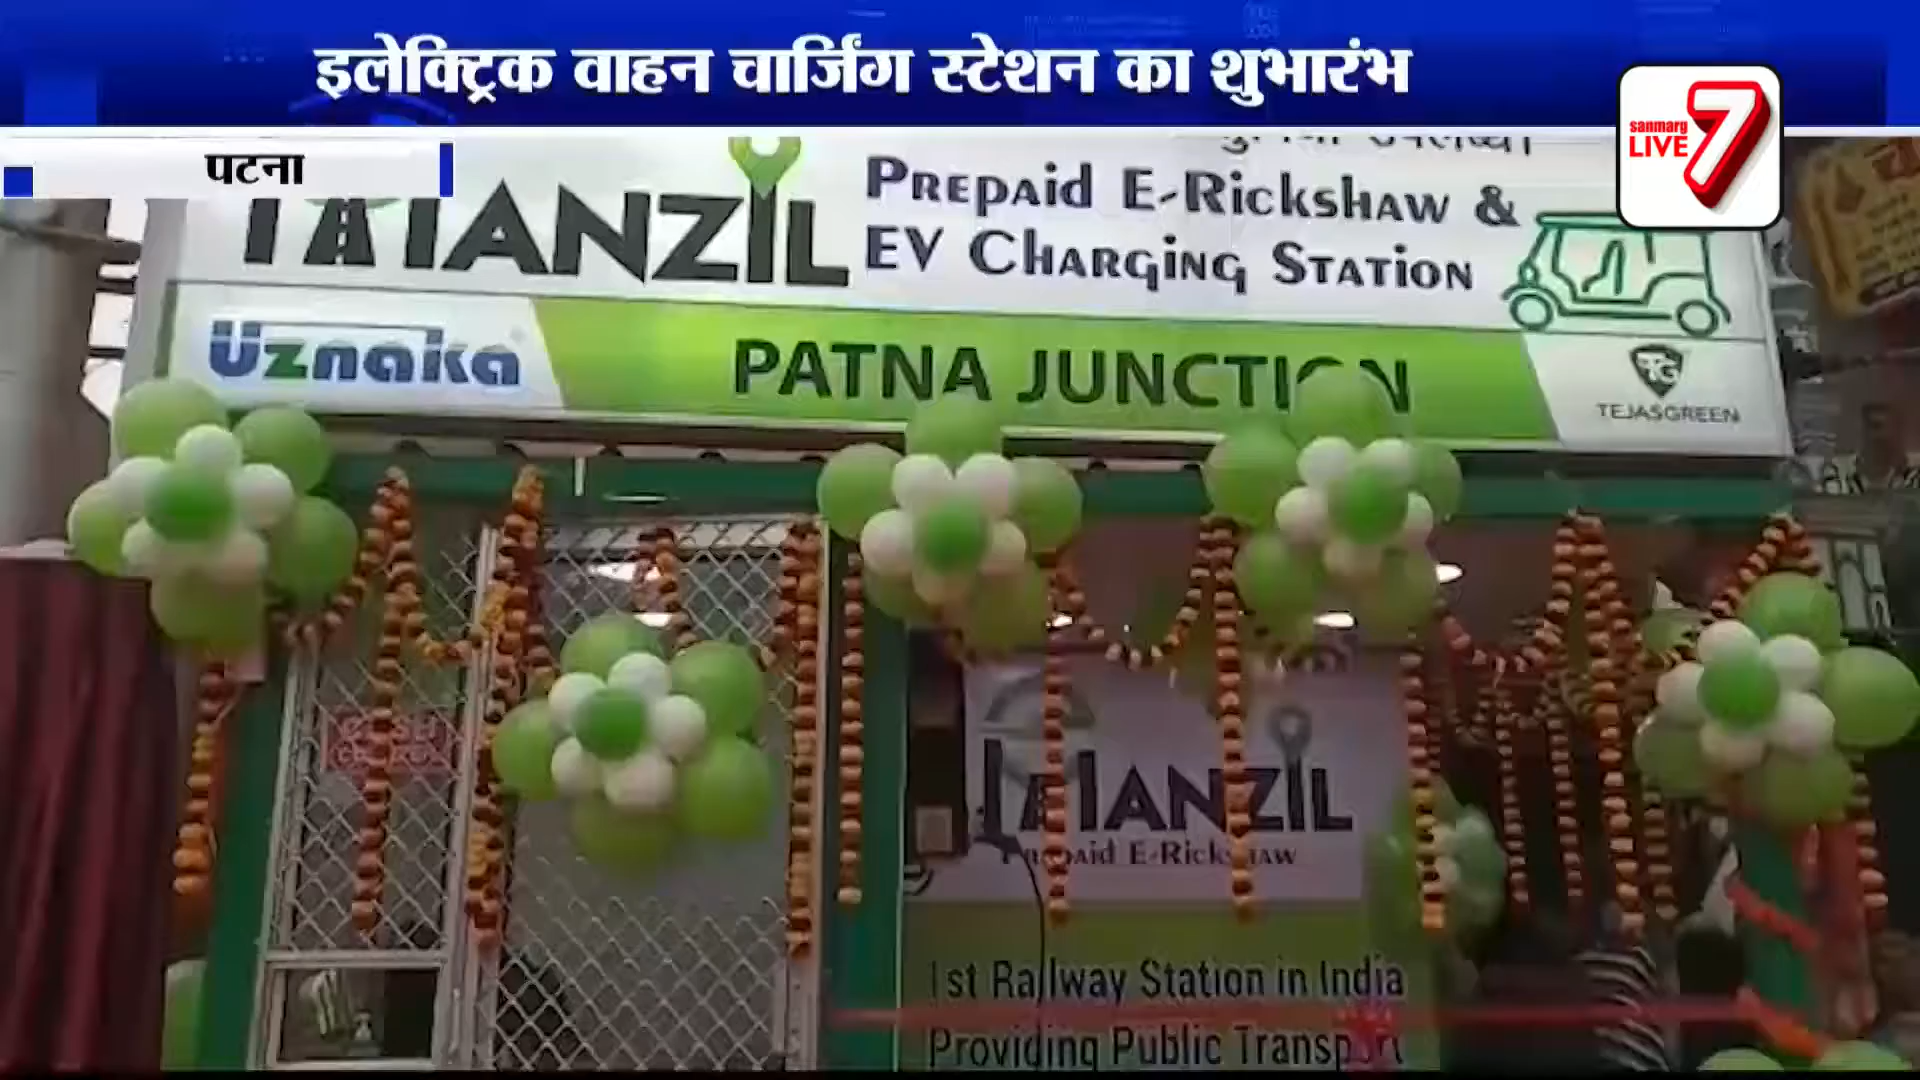 इलेक्ट्रिक वाहन चार्जिंग स्टेशन का शुभारंभ
sanmarg
LIVE 7
पटना
MANZIL
PREPAID E-RICKSHAW &
EV CHARGING STATION
Uznaka
PATNA JUNCTION
TG
TEJASGREEN
MANZIL
PREPAID E-RICKSHAW
1st Railway Station in India
Providing Public Transport